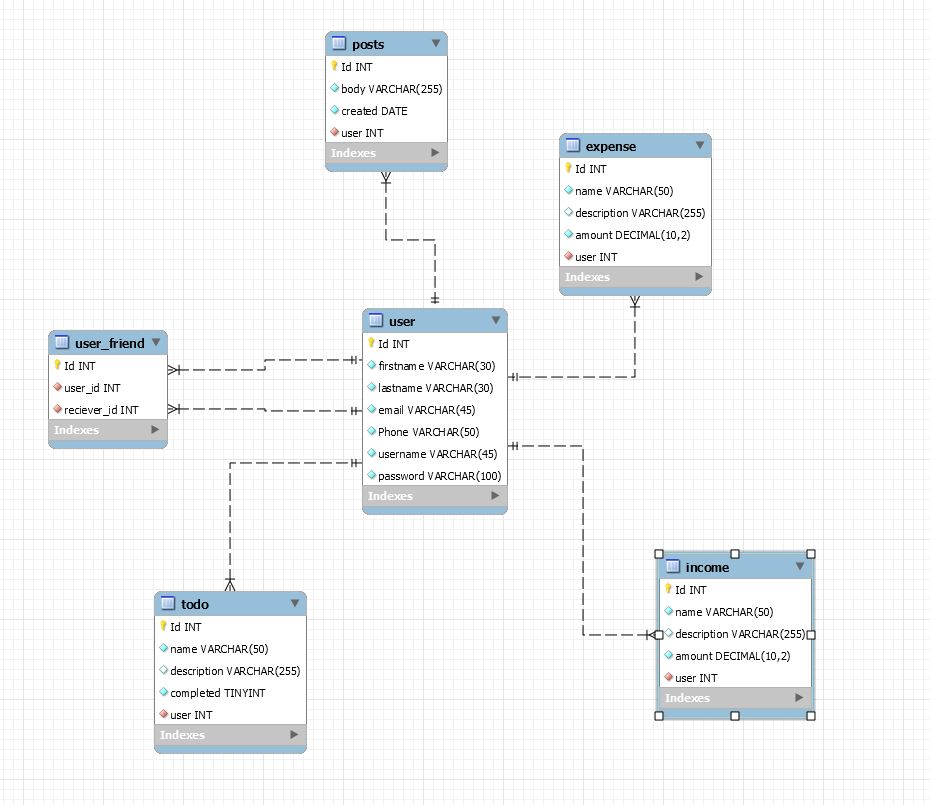 posts
Id INT
body VARCHAR(255)
created DATE
user INT
Indexes
expense
Id INT
name VARCHAR(50)
description VARCHAR(255)
amount DECIMAL(10,2)
user INT
Indexes
user
Id INT
firstname VARCHAR(30)
lastname VARCHAR(30)
email VARCHAR(45)
Phone VARCHAR(50)
username VARCHAR(45)
password VARCHAR(100)
Indexes
user_friend
Id INT
user_id INT
reciever_id INT
Indexes
income
Id INT
name VARCHAR(50)
description VARCHAR(255)
amount DECIMAL(10,2)
user INT
Indexes
todo
Id INT
name VARCHAR(50)
description VARCHAR(255)
completed TINYINT
user INT
Indexes